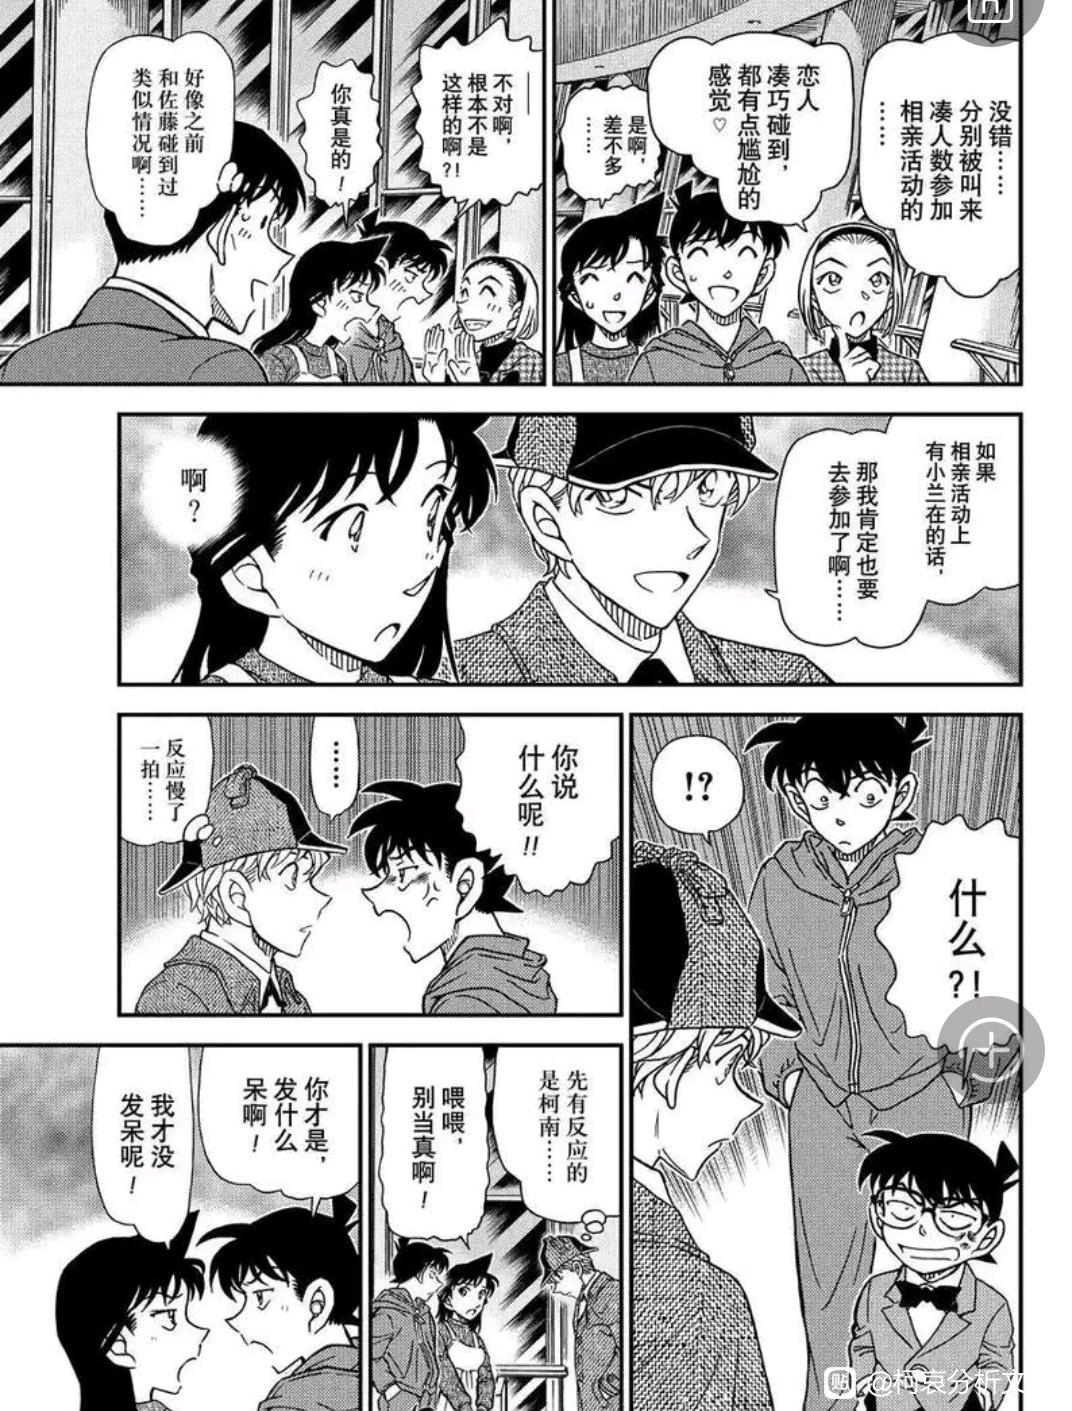 没错……
分别被叫来
凑人数参加
相亲活动的
……
恋人
凑巧碰到，
都有点尴尬的
感觉♡
是啊，
差不多
……
——
不对啊，
根本不是
这样的啊?!
你真是的！
好像之前
和佐藤碰到过
类似情况啊……
如果
相亲活动上
有小兰在的话，
那我肯定也要
去参加了啊……
啊？
什么?!
!?
你说
什么呢!!
……
反应慢了
一拍……
先有反应的
是柯南……
喂喂，
别当真啊！
你才是，
发什么
呆啊！
我才没
发呆呢！
贴 @柯哀分析文